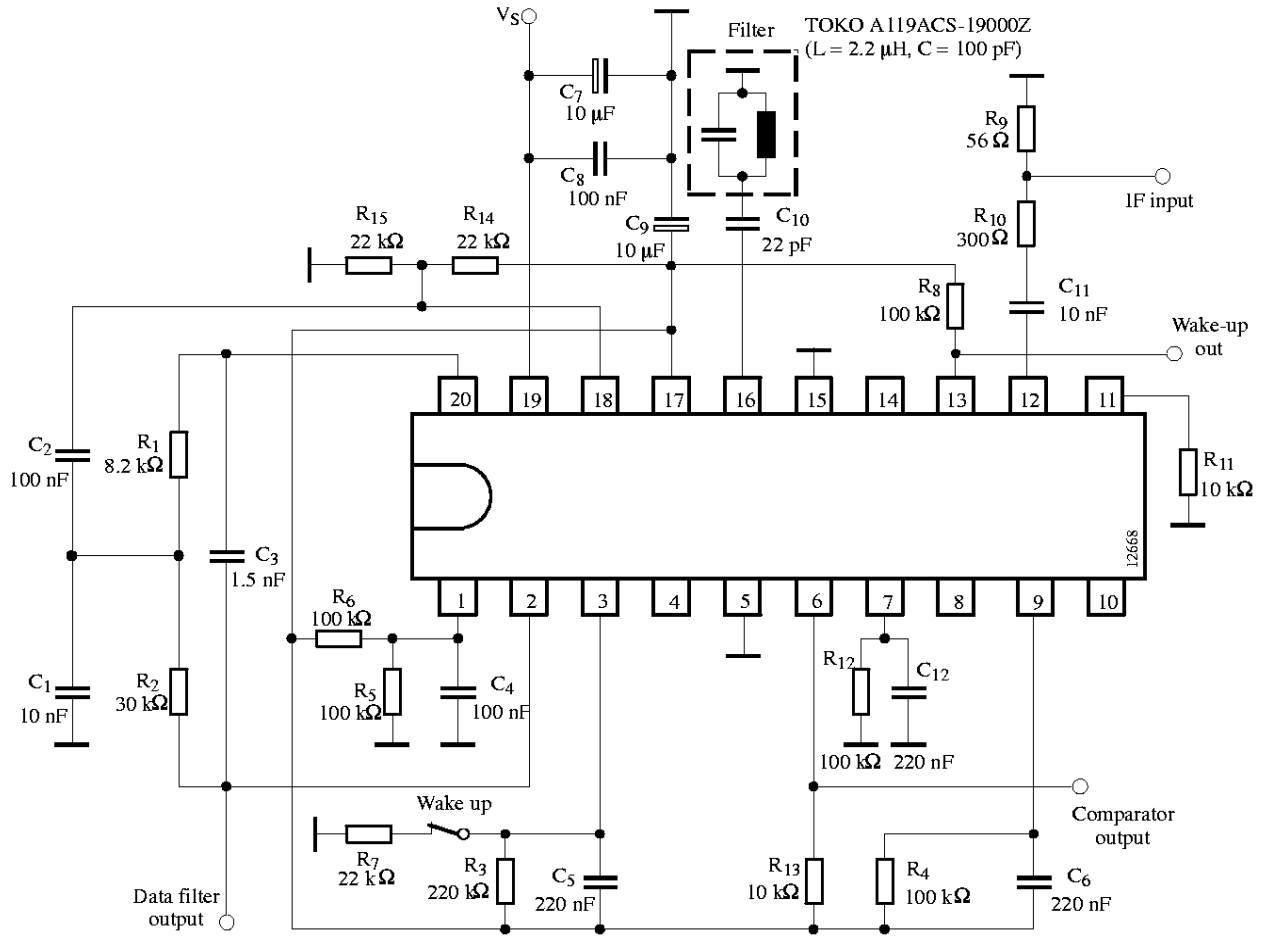 V_S
Filter
TOKO A119ACS-19000Z
(L = 2.2 µH, C = 100 pF)
C7
10 µF
C8
100 nF
R9
56 Ω
IF input
R10
300Ω
R15
22 kΩ
R14
22 kΩ
C9
10 µF
C10
22 pF
R8
100 kΩ
C11
10 nF
Wake-up
out
20
19
18
17
16
15
14
13
12
11
C2
100 nF
R1
8.2 kΩ
R11
10 kΩ
12668
C3
1.5 nF
1
2
3
4
5
6
7
8
9
10
R6
100 kΩ
C1
10 nF
R2
30 kΩ
R5
100 kΩ
C4
100 nF
R12
100 kΩ
C12
220 nF
Wake up
R7
22 kΩ
R3
220 kΩ
C5
220 nF
R13
10 kΩ
R4
100 kΩ
C6
220 nF
Comparator
output
Data filter
output